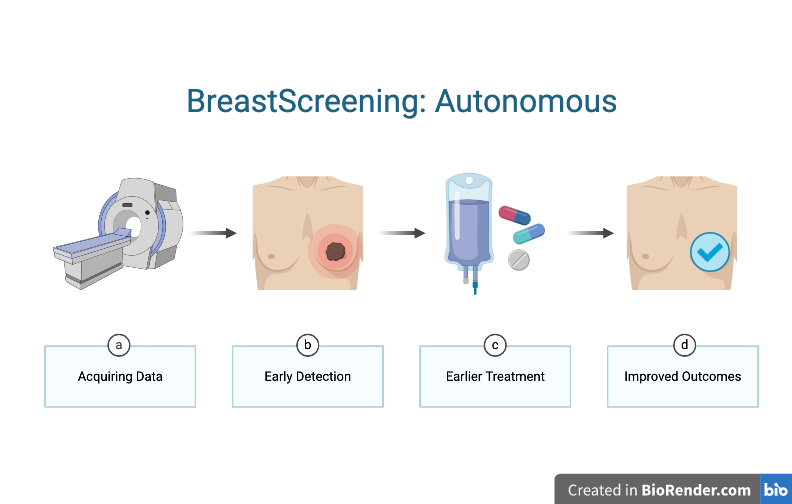 BreastScreening: Autonomous
a
Acquiring Data
b
Early Detection
c
Earlier Treatment
d
Improved Outcomes
Created in BioRender.com bio